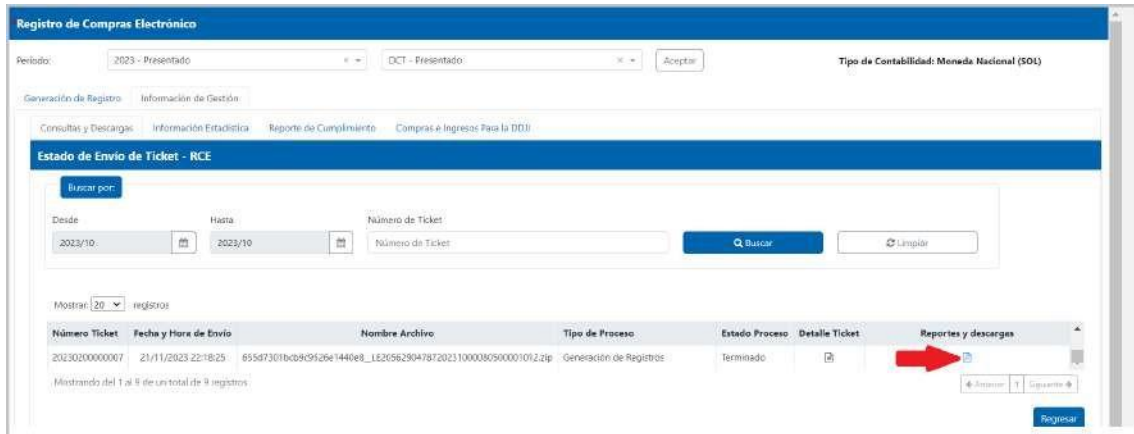 Registro de Compras Electrónico
Periodo: 2023 - Presentado × OCT - Presentado × Aceptar Tipo de Contabilidad: Moneda Nacional (SOL)
Generación de Registro Información de Gestión
Consultas y Descargas Información Estadística Reporte de Cumplimiento Compras e Ingresos Para la DDJJ
Estado de Envío de Ticket - RCE
Buscar por:
Desde Hasta Número de Ticket
2023/10 2023/10 Número de Ticket Buscar Limpiar
Mostrar 20 registros
Número Ticket Fecha y Hora de Envío Nombre Archivo Tipo de Proceso Estado Proceso Detalle Ticket Reportes y descargas
20230200000007 21/11/2023 22:18:25 Generación de Registros Terminado
Mostrando del 1 al 9 de un total de 9 registros
Anterior 1 Siguiente
Regresar